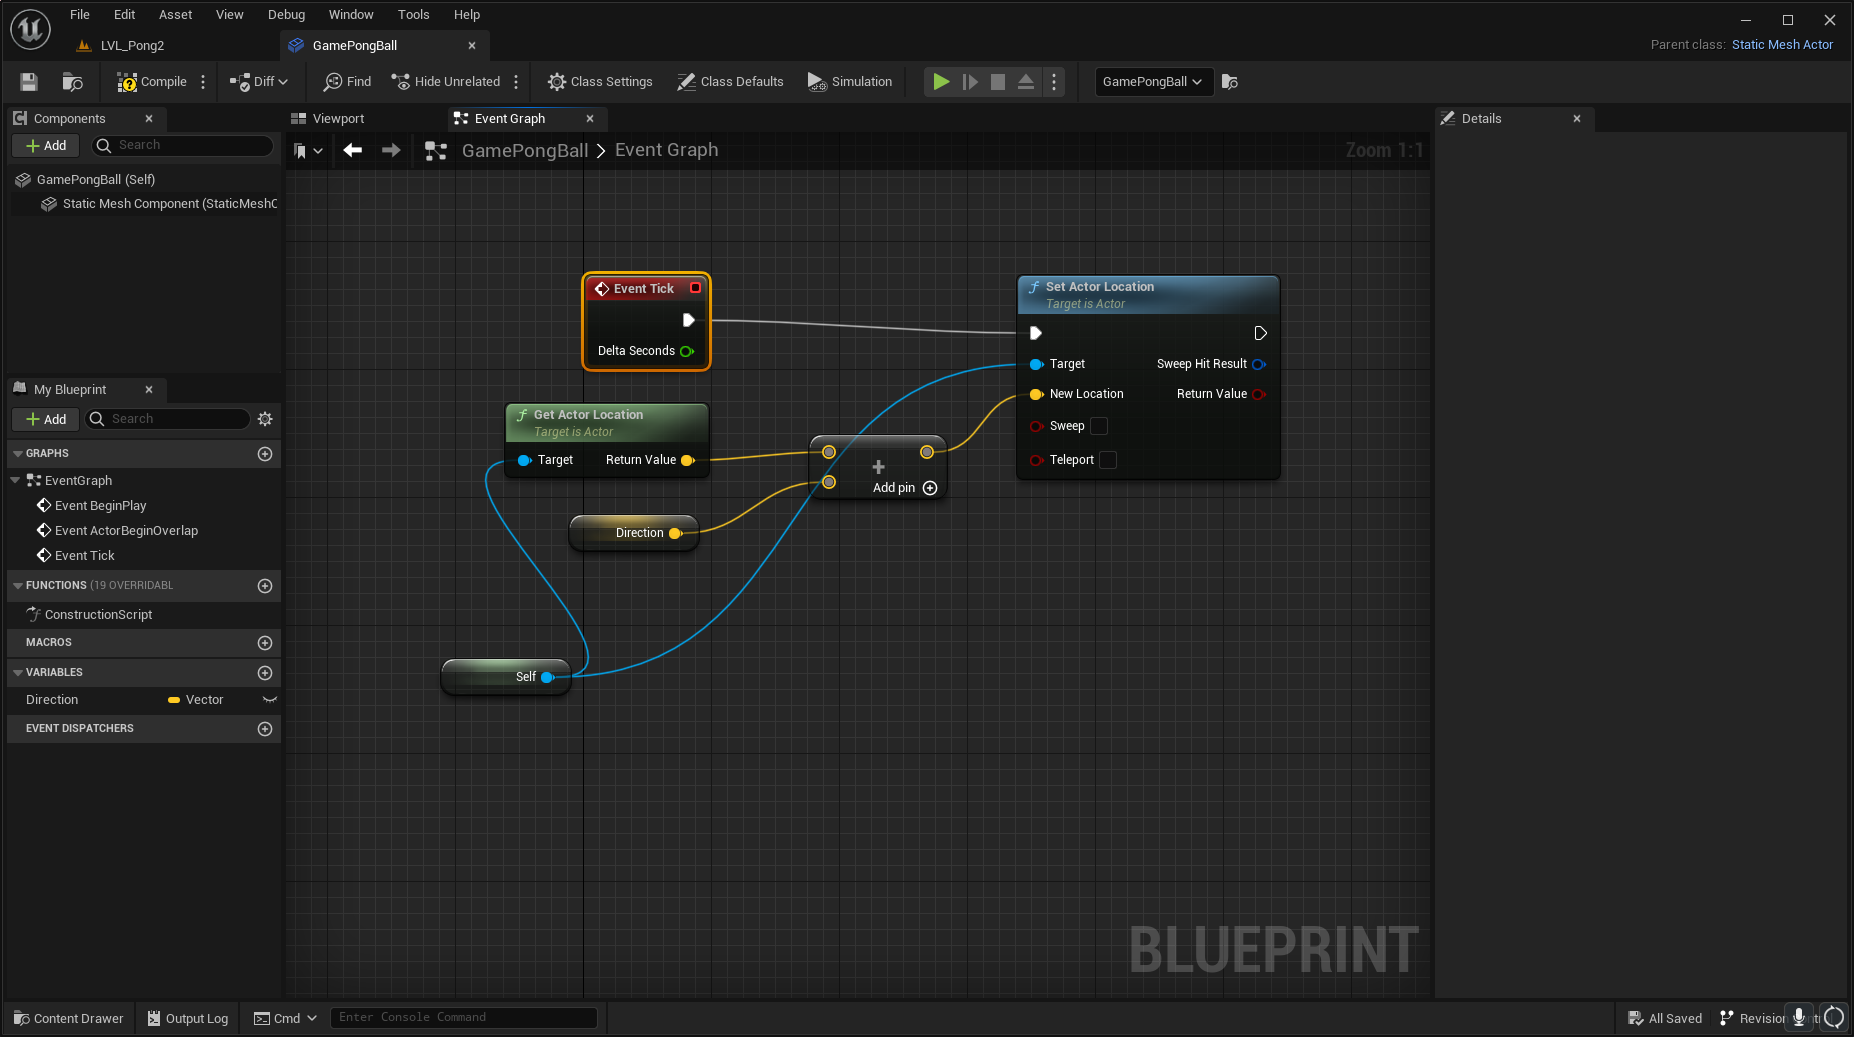 File Edit Asset View Debug Window Tools Help
LVL_Pong2
GamePongBall
Parent class: Static Mesh Actor
Compile
Diff
Find
Hide Unrelated
Class Settings
Class Defaults
Simulation
GamePongBall
Components
Add
Search
GamePongBall (Self)
Static Mesh Component (StaticMeshC
My Blueprint
Add
Search
GRAPHS
EventGraph
Event BeginPlay
Event ActorBeginOverlap
Event Tick
FUNCTIONS (19 OVERRIDABL
ConstructionScript
MACROS
VARIABLES
Direction Vector
EVENT DISPATCHERS
Viewport
Event Graph
GamePongBall > Event Graph
Zoom 1:1
Event Tick
Delta Seconds
Get Actor Location
Target is Actor
Target Return Value
Direction
Self
Add pin
Set Actor Location
Target is Actor
Target Sweep Hit Result
New Location Return Value
Sweep
Teleport
BLUEPRINT
Details
Content Drawer
Output Log
Cmd
Enter Console Command
All Saved
Revision